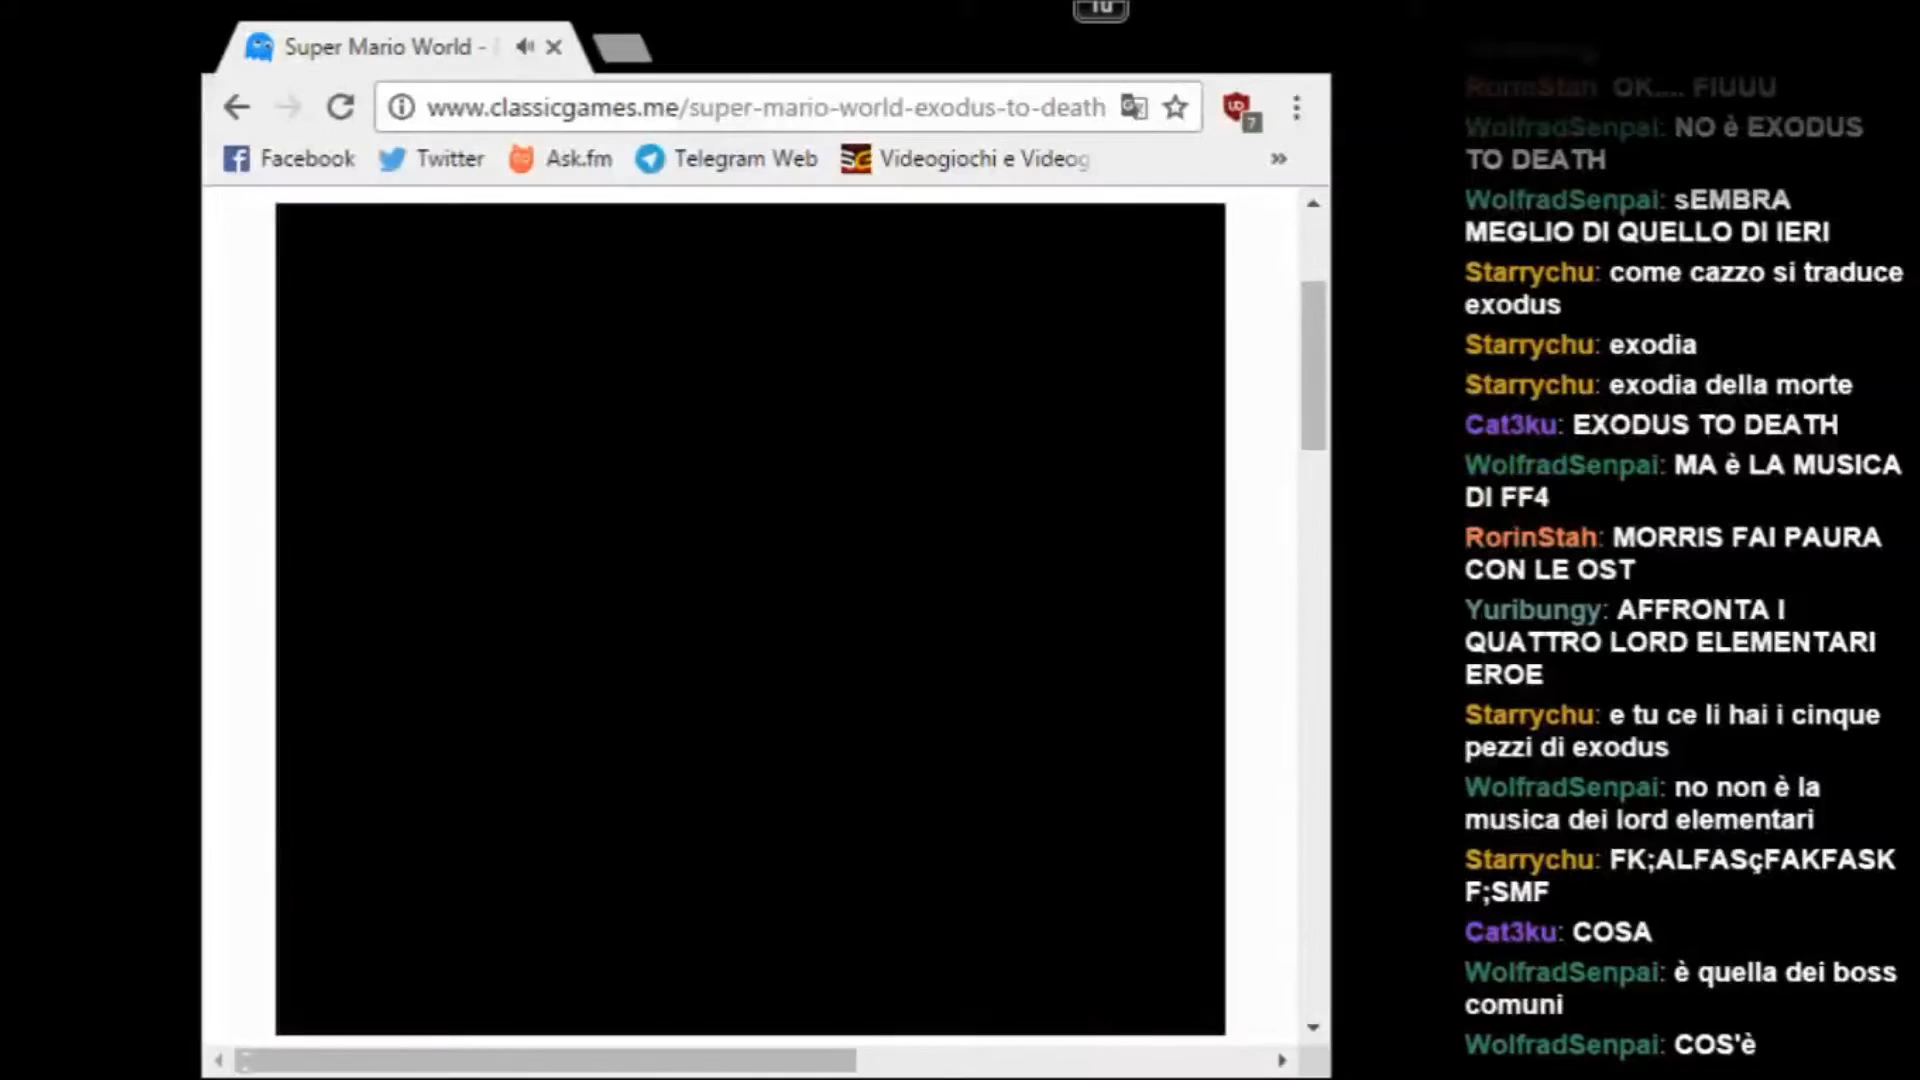 Super Mario World -
www.classicgames.me/super-mario-world-exodus-to-death
UD
7
Facebook
Twitter
Ask.fm
Telegram Web
Videogiochi e Videog
RorinStah: OK.... FIUUU
WolfradSenpai: NO è EXODUS
TO DEATH
WolfradSenpai: sEMBRA
MEGLIO DI QUELLO DI IERI
Starrychu: come cazzo si traduce
exodus
Starrychu: exodia
Starrychu: exodia della morte
Cat3ku: EXODUS TO DEATH
WolfradSenpai: MA è LA MUSICA
DI FF4
RorinStah: MORRIS FAI PAURA
CON LE OST
Yuribungy: AFFRONTA I
QUATTRO LORD ELEMENTARI
EROE
Starrychu: e tu ce li hai i cinque
pezzi di exodus
WolfradSenpai: no non è la
musica dei lord elementari
Starrychu: FK;ALFASçFAKFASK
F;SMF
Cat3ku: COSA
WolfradSenpai: è quella dei boss
comuni
WolfradSenpai: COS'è